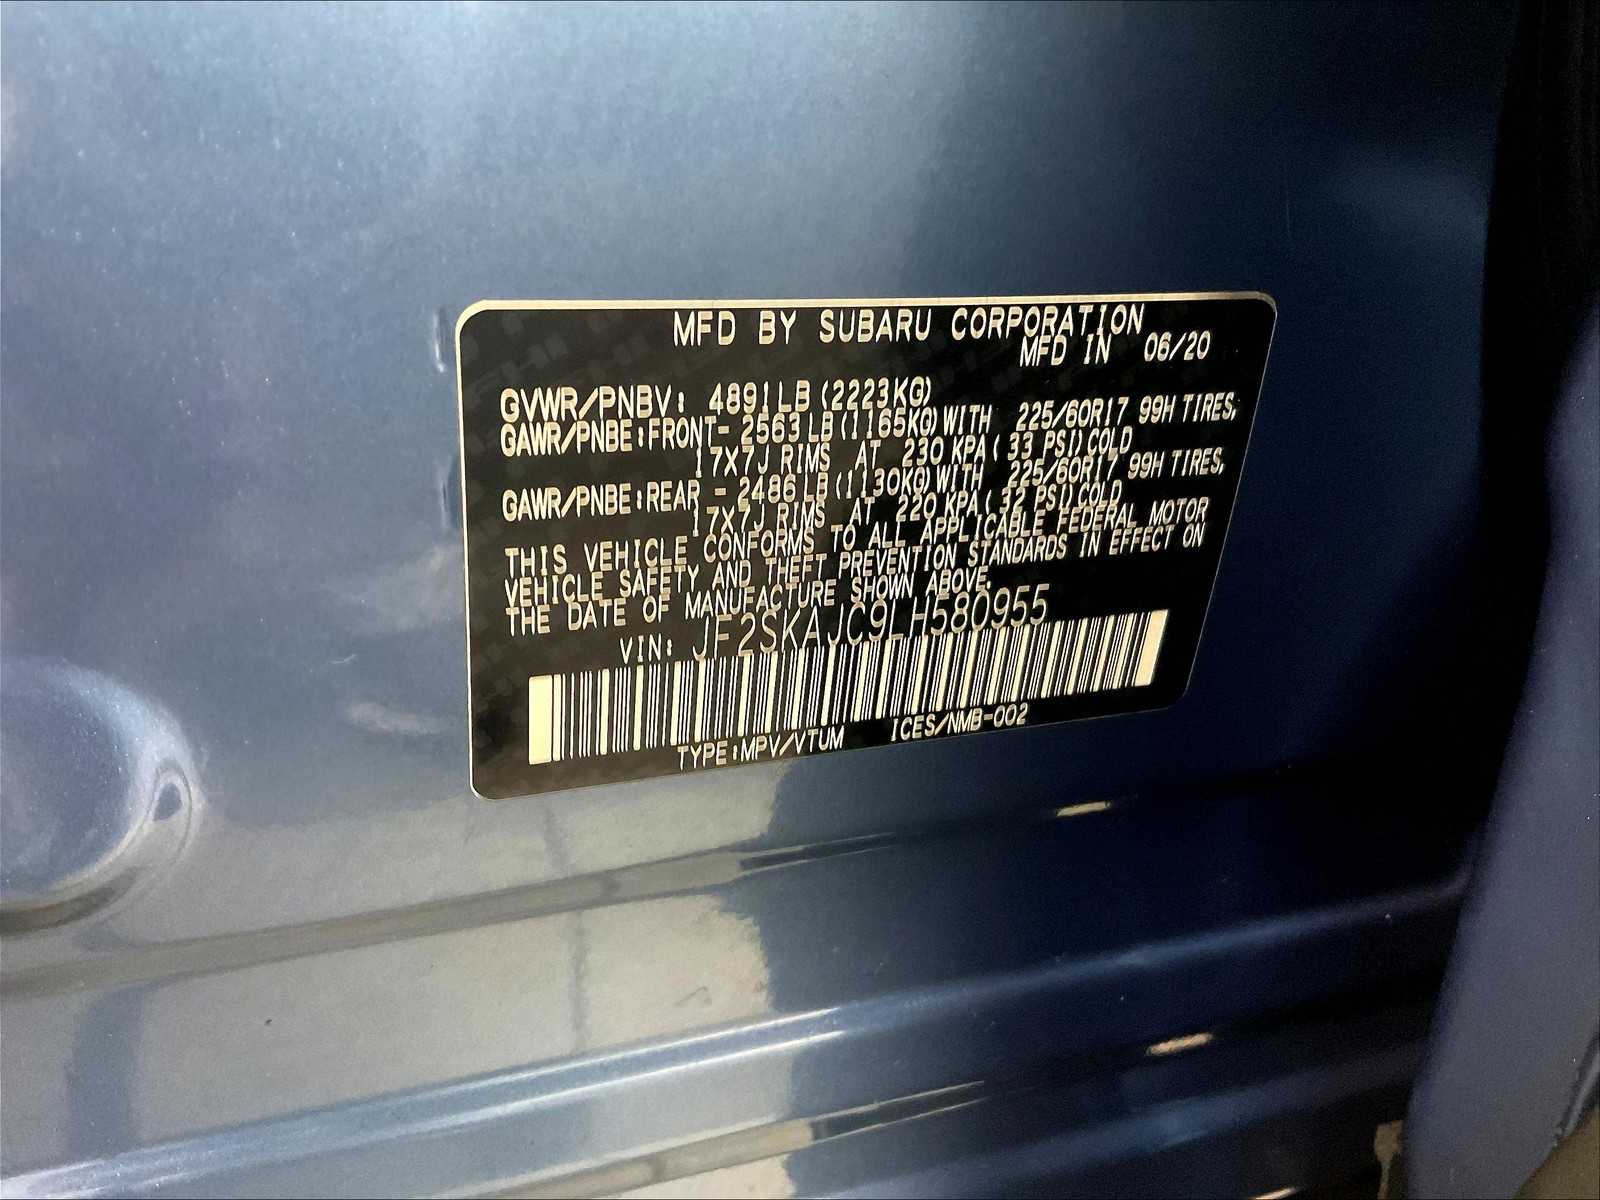 MFD BY SUBARU CORPORATION
MFD IN 06/20
GVWR/PNBV: 4891LB(2223KG)
GAWR/PNBE:FRONT- 2563LB(1165KG)WITH 225/60R17 99H TIRES,
17X7J RIMS AT 230 KPA( 33 PSI)COLD
GAWR/PNBE:REAR - 2486LB(1130KG)WITH 225/60R17 99H TIRES,
17X7J RIMS AT 220 KPA( 32 PSI)COLD
THIS VEHICLE CONFORMS TO ALL APPLICABLE FEDERAL MOTOR
VEHICLE SAFETY AND THEFT PREVENTION STANDARDS IN EFFECT ON
THE DATE OF MANUFACTURE SHOWN ABOVE.
VIN: JF2SKAJC9LH580955
TYPE:MPV/VTUM ICES/NMB-002